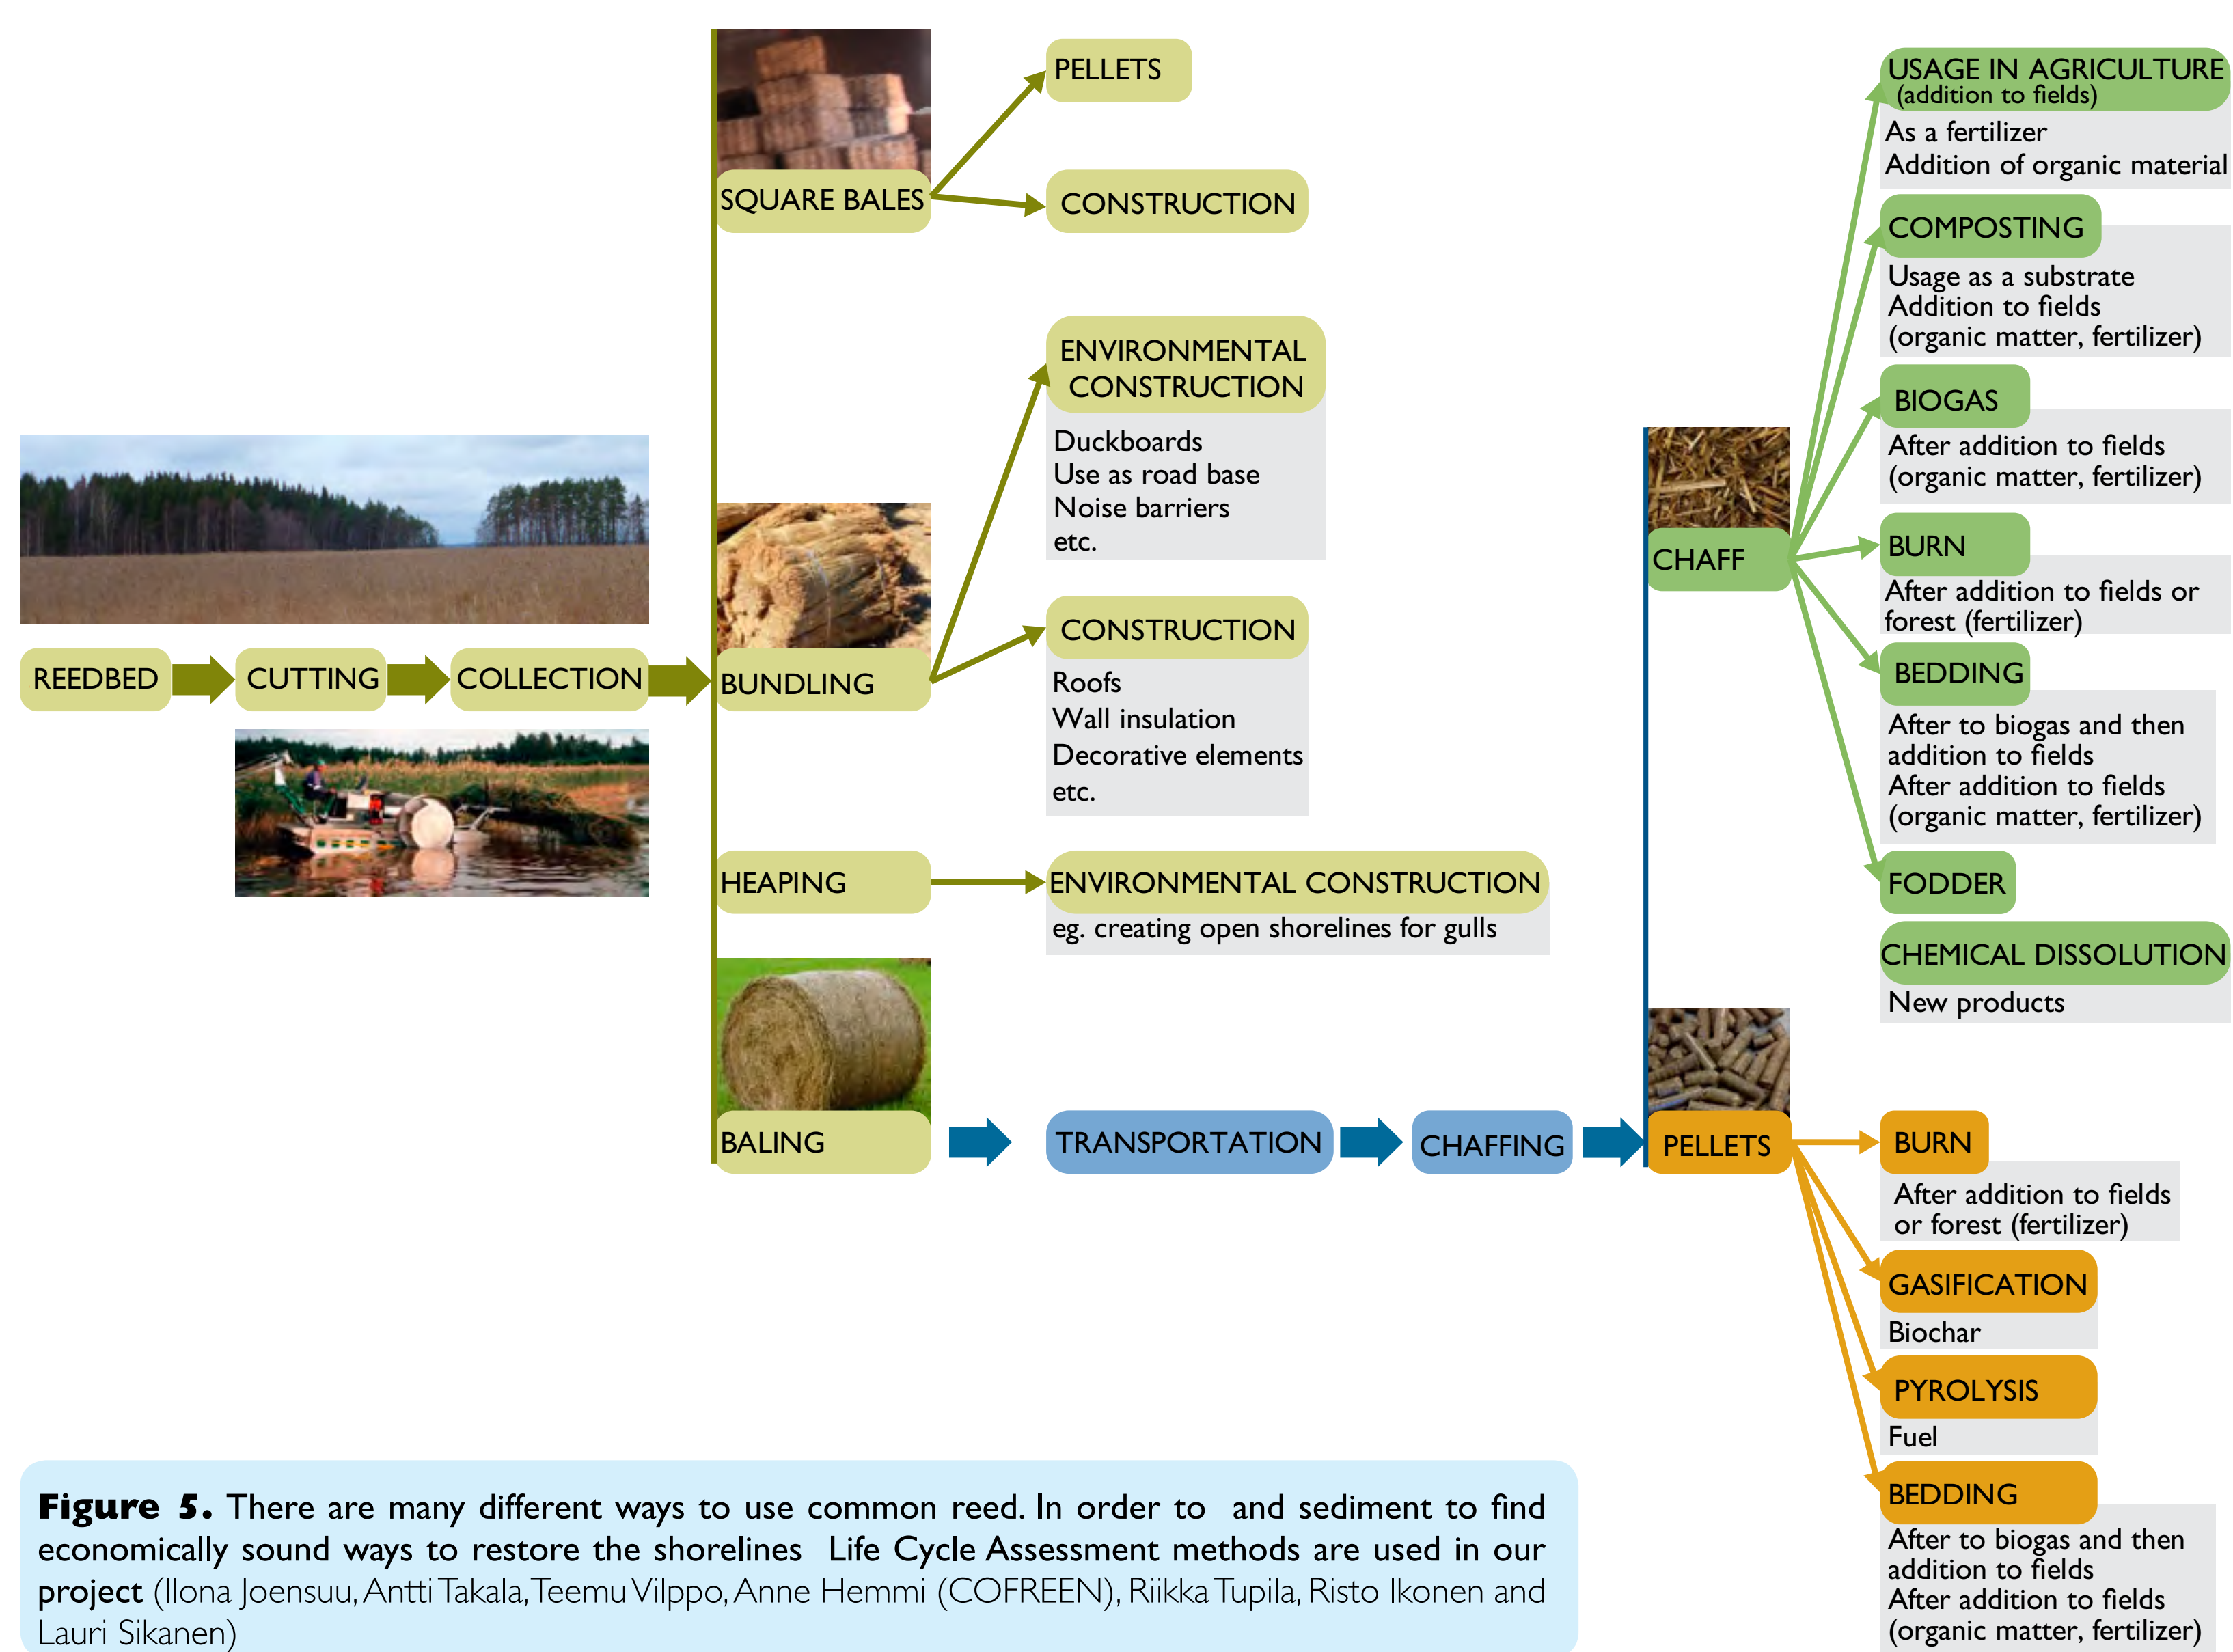 REEDBED
CUTTING
COLLECTION
SQUARE BALES
PELLETS
CONSTRUCTION
BUNDLING
ENVIRONMENTAL
CONSTRUCTION
Duckboards
Use as road base
Noise barriers
etc.
CONSTRUCTION
Roofs
Wall insulation
Decorative elements
etc.
HEAPING
ENVIRONMENTAL CONSTRUCTION
eg. creating open shorelines for gulls
BALING
TRANSPORTATION
CHAFFING
CHAFF
USAGE IN AGRICULTURE
(addition to fields)
As a fertilizer
Addition of organic material
COMPOSTING
Usage as a substrate
Addition to fields
(organic matter, fertilizer)
BIOGAS
After addition to fields
(organic matter, fertilizer)
BURN
After addition to fields or
forest (fertilizer)
BEDDING
After to biogas and then
addition to fields
After addition to fields
(organic matter, fertilizer)
FODDER
CHEMICAL DISSOLUTION
New products
PELLETS
BURN
After addition to fields
or forest (fertilizer)
GASIFICATION
Biochar
PYROLYSIS
Fuel
BEDDING
After to biogas and then
addition to fields
After addition to fields
(organic matter, fertilizer)
Figure 5. There are many different ways to use common reed. In order to and sediment to find
economically sound ways to restore the shorelines Life Cycle Assessment methods are used in our
project (Ilona Joensuu, Antti Takala, Teemu Vilppo, Anne Hemmi (COFREEN), Riikka Tupila, Risto Ikonen and
Lauri Sikanen)